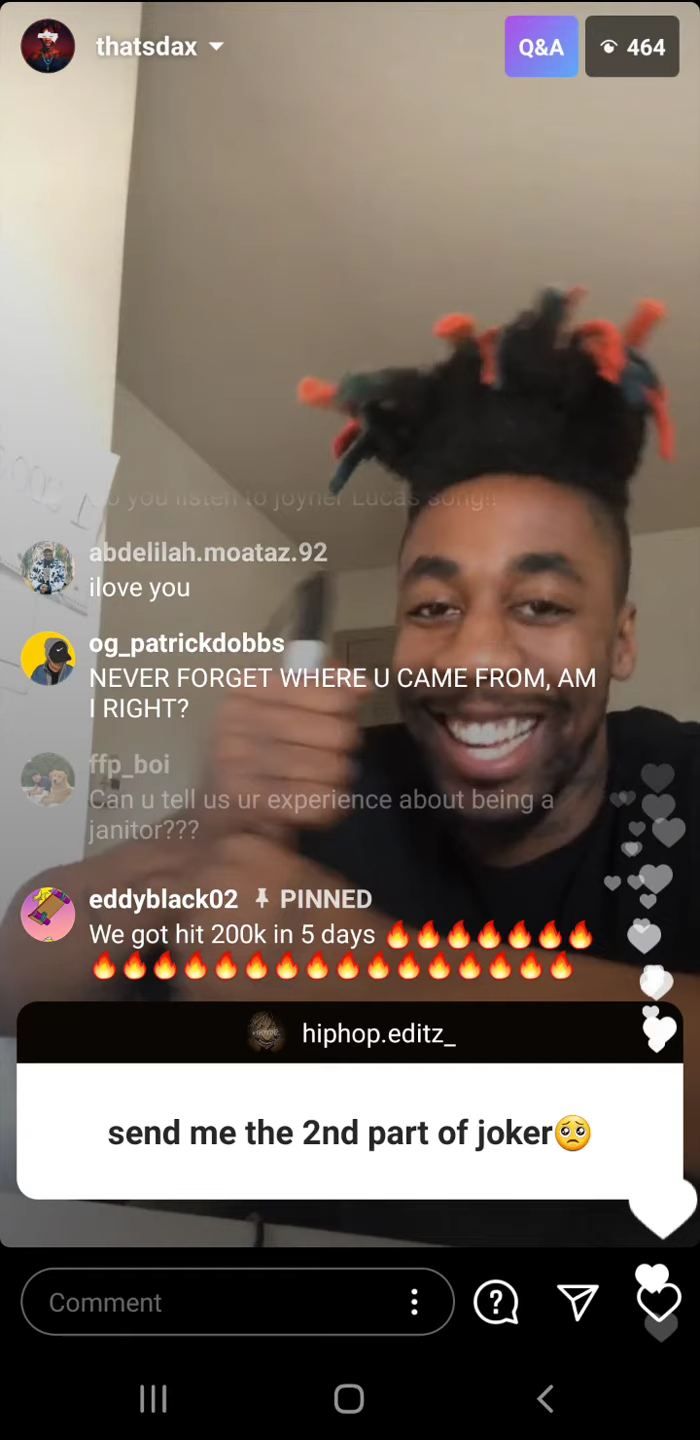 thatsdax
Q&A
464
you listen to joyner Lucas song!!
abdelilah.moataz.92
ilove you
og_patrickdobbs
NEVER FORGET WHERE U CAME FROM, AM
I RIGHT?
ffp_boi
Can u tell us ur experience about being a
janitor???
eddyblack02 PINNED
We got hit 200k in 5 days 🔥🔥🔥🔥🔥🔥🔥
🔥🔥🔥🔥🔥🔥🔥🔥🔥🔥🔥🔥🔥🔥🔥🔥
hiphop.editz_
send me the 2nd part of joker🥺
Comment